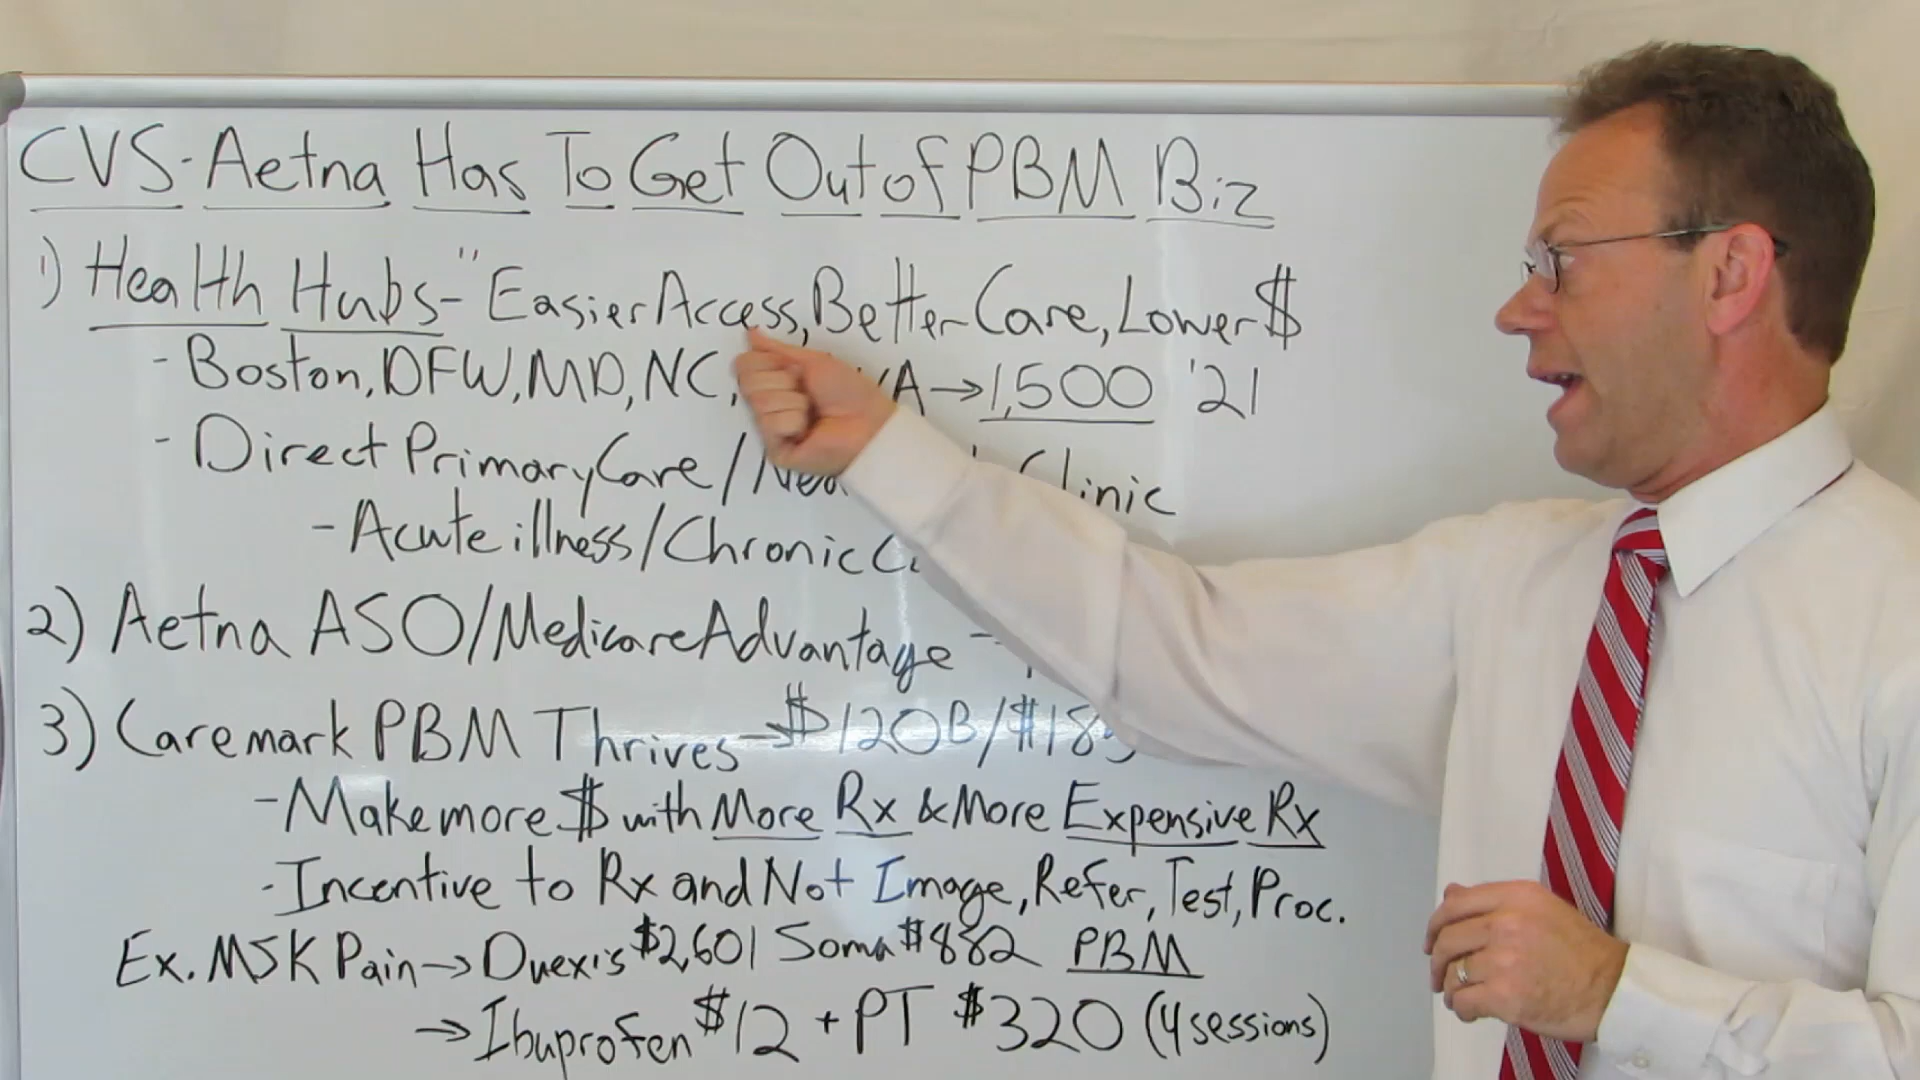 CVS-Aetna Has To Get Out of PBM Biz
1) Health Hubs - "Easier Access, Better Care, Lower $
- Boston, DFW, MD, NC, → 1,500 '21
- Direct Primary Care / Clinic
- Acute illness/Chronic
2) Aetna ASO/Medicare Advantage -
3) Caremark PBM Thrives → $120B/$18
- Make more $ with More Rx & More Expensive Rx
- Incentive to Rx and Not Image, Refer, Test, Proc.
Ex. MSK Pain → Duexis $2,601 Soma $882 PBM
→ Ibuprofen $12 + PT $320 (4 sessions)